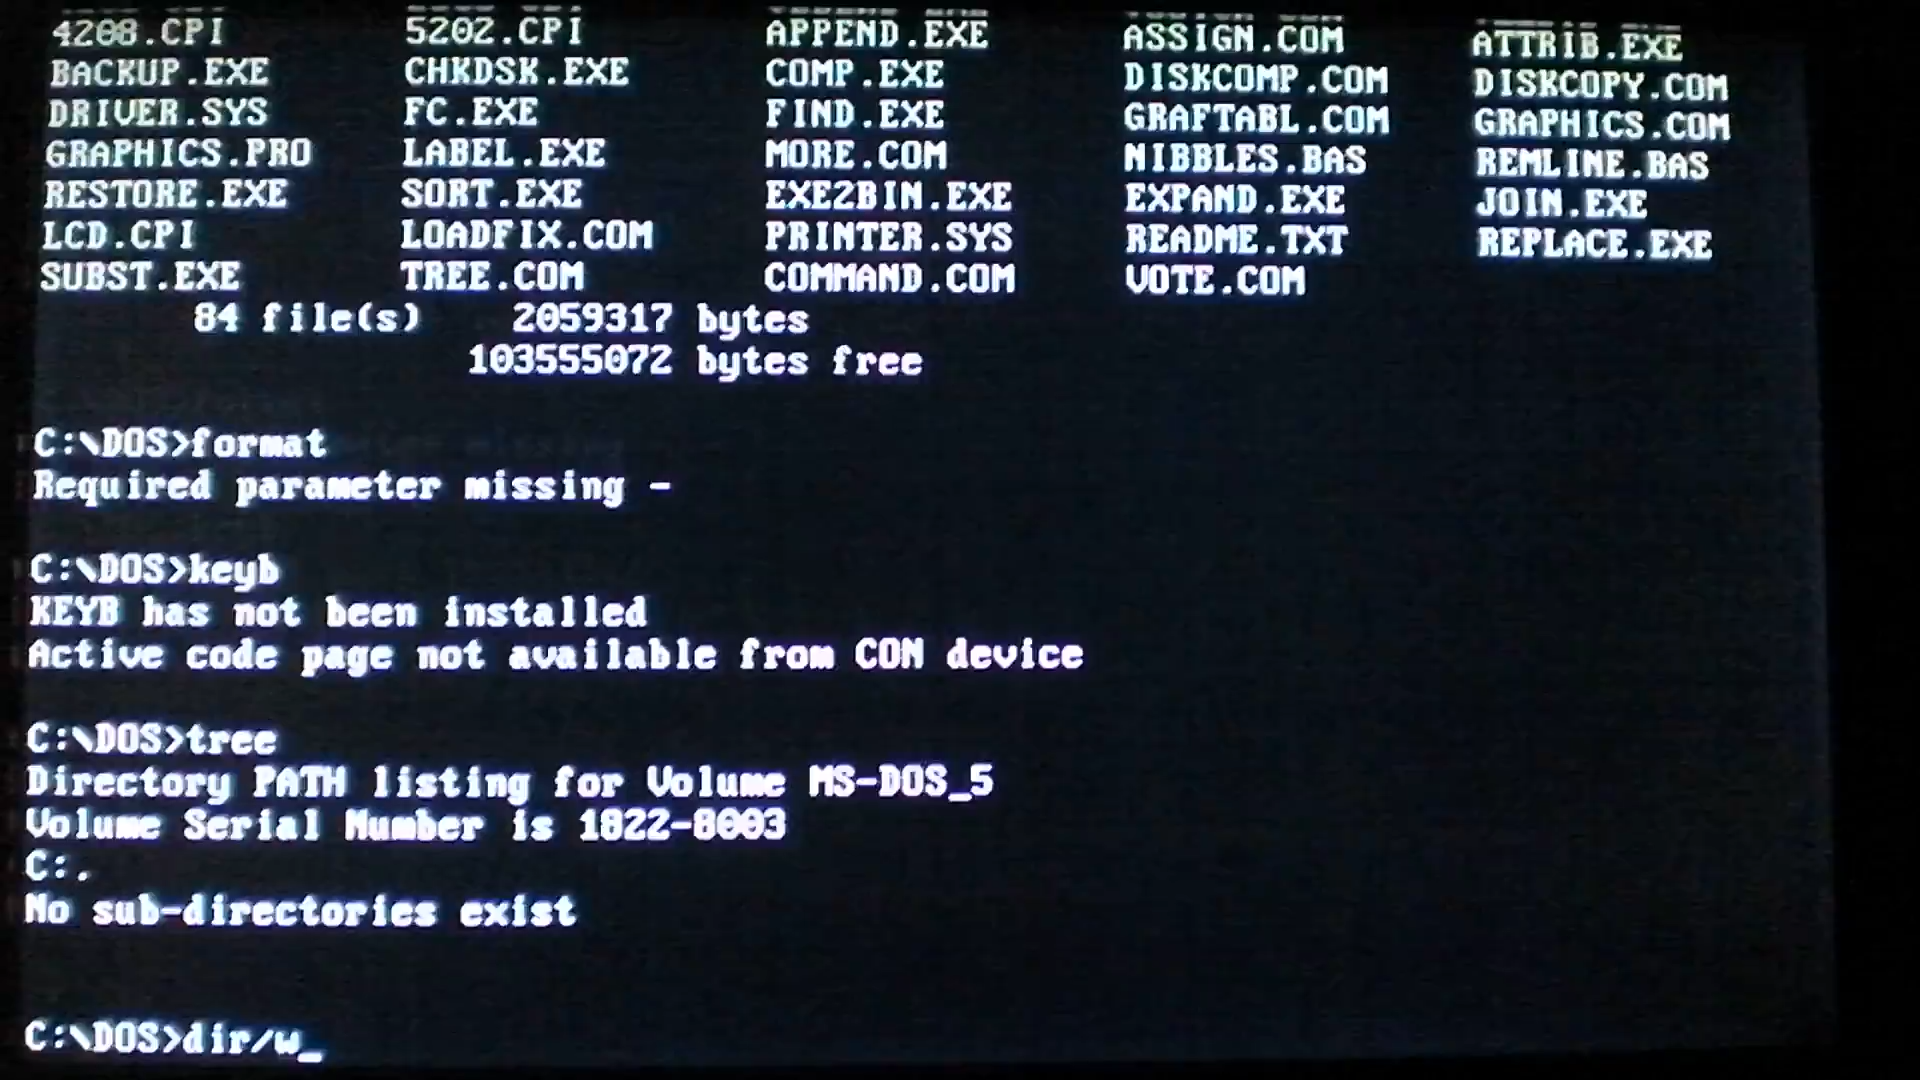 4208.CPI 5202.CPI APPEND.EXE ASSIGN.COM ATTRIB.EXE
BACKUP.EXE CHKDSK.EXE COMP.EXE DISKCOMP.COM DISKCOPY.COM
DRIVER.SYS FC.EXE FIND.EXE GRAFTABL.COM GRAPHICS.COM
GRAPHICS.PRO LABEL.EXE MORE.COM NIBBLES.BAS REMLINE.BAS
RESTORE.EXE SORT.EXE EXE2BIN.EXE EXPAND.EXE JOIN.EXE
LCD.CPI LOADFIX.COM PRINTER.SYS README.TXT REPLACE.EXE
SUBST.EXE TREE.COM COMMAND.COM VOTE.COM
84 file(s) 2059317 bytes
103555072 bytes free
C:\DOS>format
Required parameter missing -
C:\DOS>keyb
KEYB has not been installed
Active code page not available from CON device
C:\DOS>tree
Directory PATH listing for Volume MS-DOS_5
Volume Serial Number is 1822-8003
C:.
No sub-directories exist
C:\DOS>dir/w_